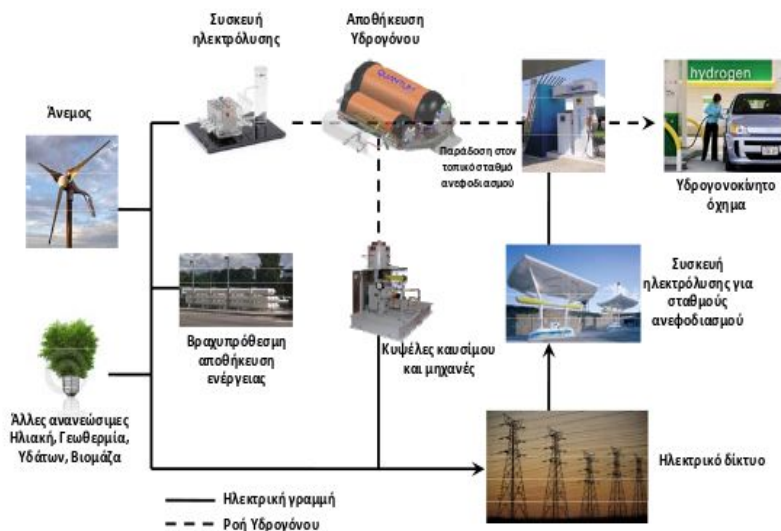 Συσκευή
ηλεκτρόλυσης
Αποθήκευση
Υδρογόνου
QUANTUM
hydrogen
Άνεμος
Παράδοση στον
τοπικό σταθμό
ανεφοδιασμού
Υδρογονοκίνητο
όχημα
Βραχυπρόθεσμη
αποθήκευση
ενέργειας
Κυψέλες καυσίμου
και μηχανές
Συσκευή
ηλεκτρόλυσης για
σταθμούς
ανεφοδιασμού
Άλλες ανανεώσιμες
Ηλιακή, Γεωθερμία,
Υδάτων, Βιομάζα
Ηλεκτρικό δίκτυο
Ηλεκτρική γραμμή
Ροή Υδρογόνου